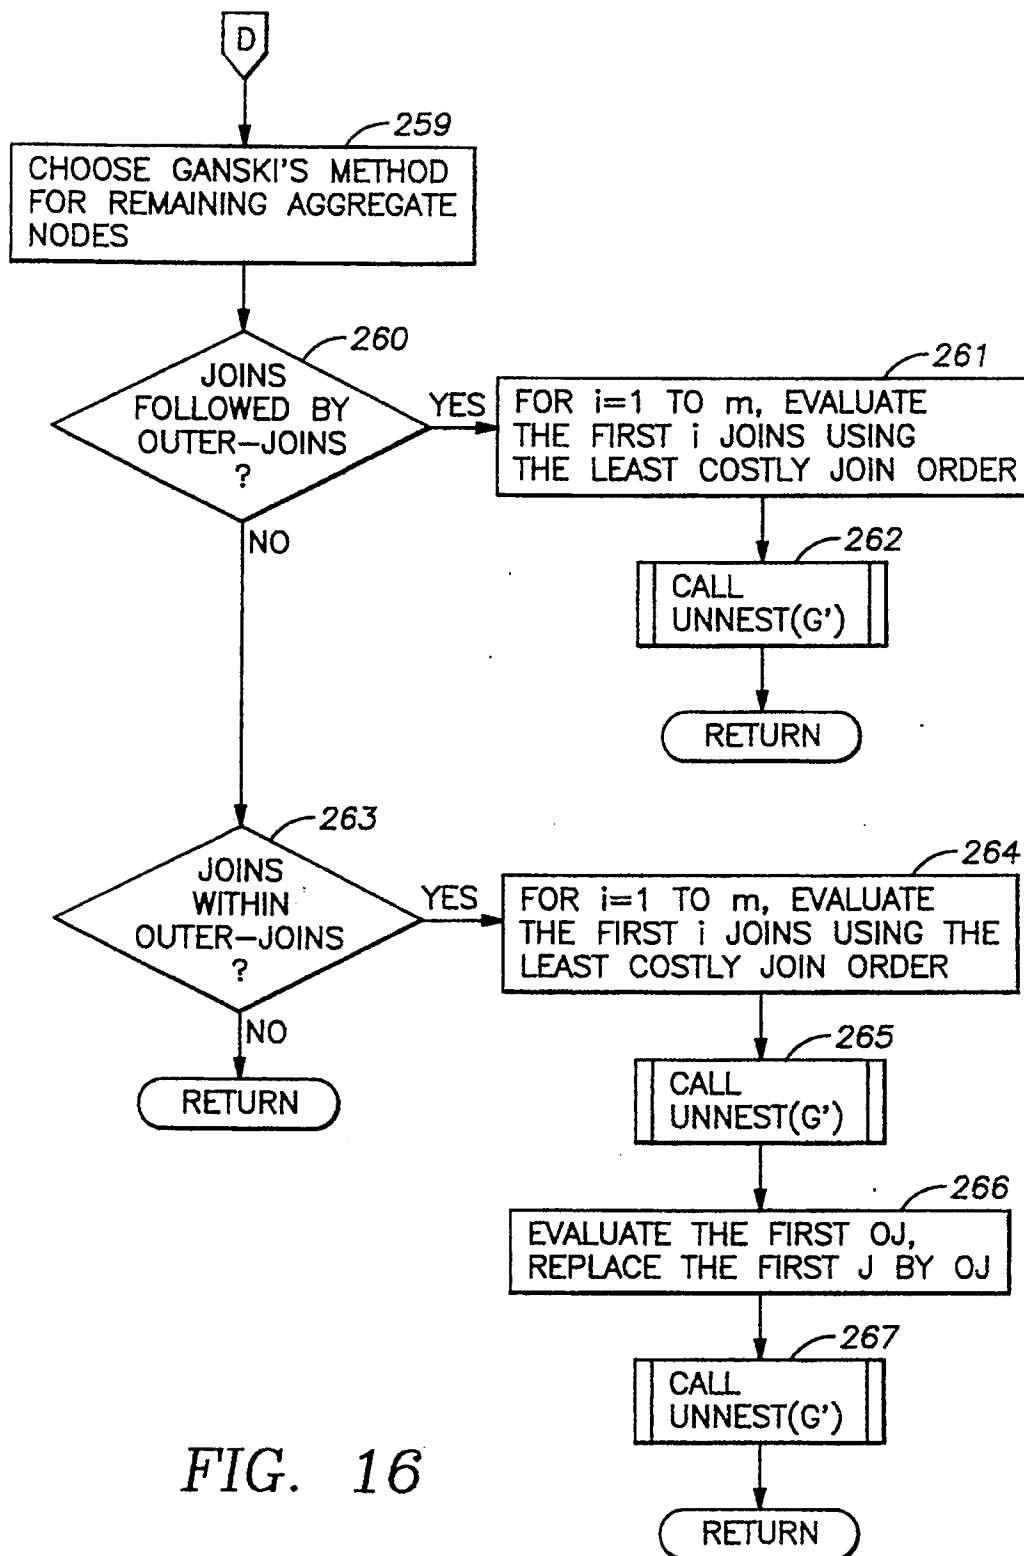 D
259
CHOOSE GANSKI'S METHOD
FOR REMAINING AGGREGATE
NODES
260
JOINS
FOLLOWED BY
OUTER-JOINS
?
YES
NO
261
FOR i=1 TO m, EVALUATE
THE FIRST i JOINS USING
THE LEAST COSTLY JOIN ORDER
262
CALL
UNNEST(G')
RETURN
263
JOINS
WITHIN
OUTER-JOINS
?
YES
NO
RETURN
264
FOR i=1 TO m, EVALUATE
THE FIRST i JOINS USING THE
LEAST COSTLY JOIN ORDER
265
CALL
UNNEST(G')
266
EVALUATE THE FIRST OJ,
REPLACE THE FIRST J BY OJ
267
CALL
UNNEST(G')
RETURN
FIG. 16